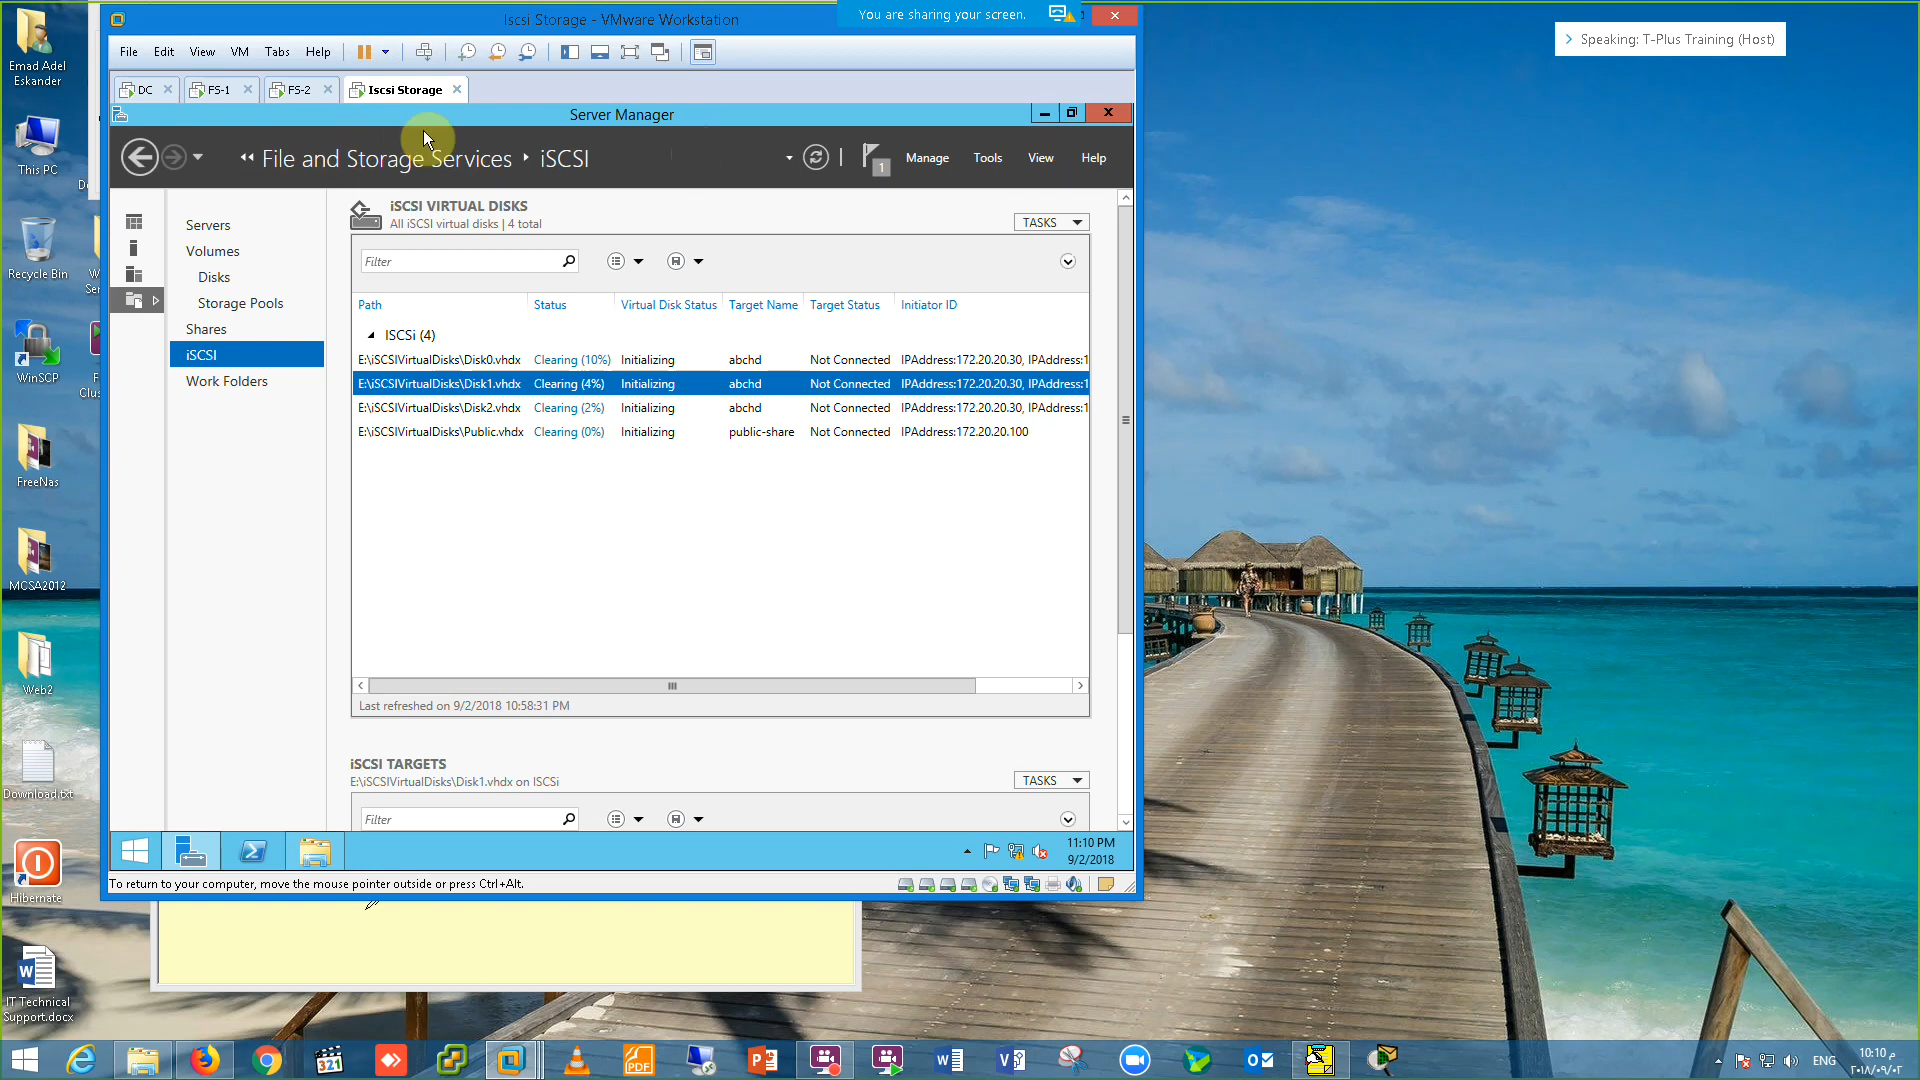 Iscsi Storage - VMware Workstation
You are sharing your screen.
Speaking: T-Plus Training (Host)
File Edit View VM Tabs Help
DC FS-1 FS-2 Iscsi Storage
Server Manager
File and Storage Services iSCSI
1 Manage Tools View Help
Servers
Volumes
Disks
Storage Pools
Shares
iSCSI
Work Folders
iSCSI VIRTUAL DISKS
All iSCSI virtual disks | 4 total
TASKS
Filter
Path Status Virtual Disk Status Target Name Target Status Initiator ID
ISCSi (4)
E:\iSCSIVirtualDisks\Disk0.vhdx Clearing (10%) Initializing abchd Not Connected IPAddress:172.20.20.30, IPAddress:1
E:\iSCSIVirtualDisks\Disk1.vhdx Clearing (4%) Initializing abchd Not Connected IPAddress:172.20.20.30, IPAddress:1
E:\iSCSIVirtualDisks\Disk2.vhdx Clearing (2%) Initializing abchd Not Connected IPAddress:172.20.20.30, IPAddress:1
E:\iSCSIVirtualDisks\Public.vhdx Clearing (0%) Initializing public-share Not Connected IPAddress:172.20.20.100
Last refreshed on 9/2/2018 10:58:31 PM
iSCSI TARGETS
E:\iSCSIVirtualDisks\Disk1.vhdx on ISCSi
TASKS
Filter
11:10 PM
9/2/2018
To return to your computer, move the mouse pointer outside or press Ctrl+Alt.
Emad Adel
Eskander
This PC
Recycle Bin
WinSCP
FreeNas
MCSA2012
Web2
Download.txt
Hibernate
IT Technical
Support.docx
321
PDF
ENG
م 10:10
٢٠١٨/٠٩/٠٢